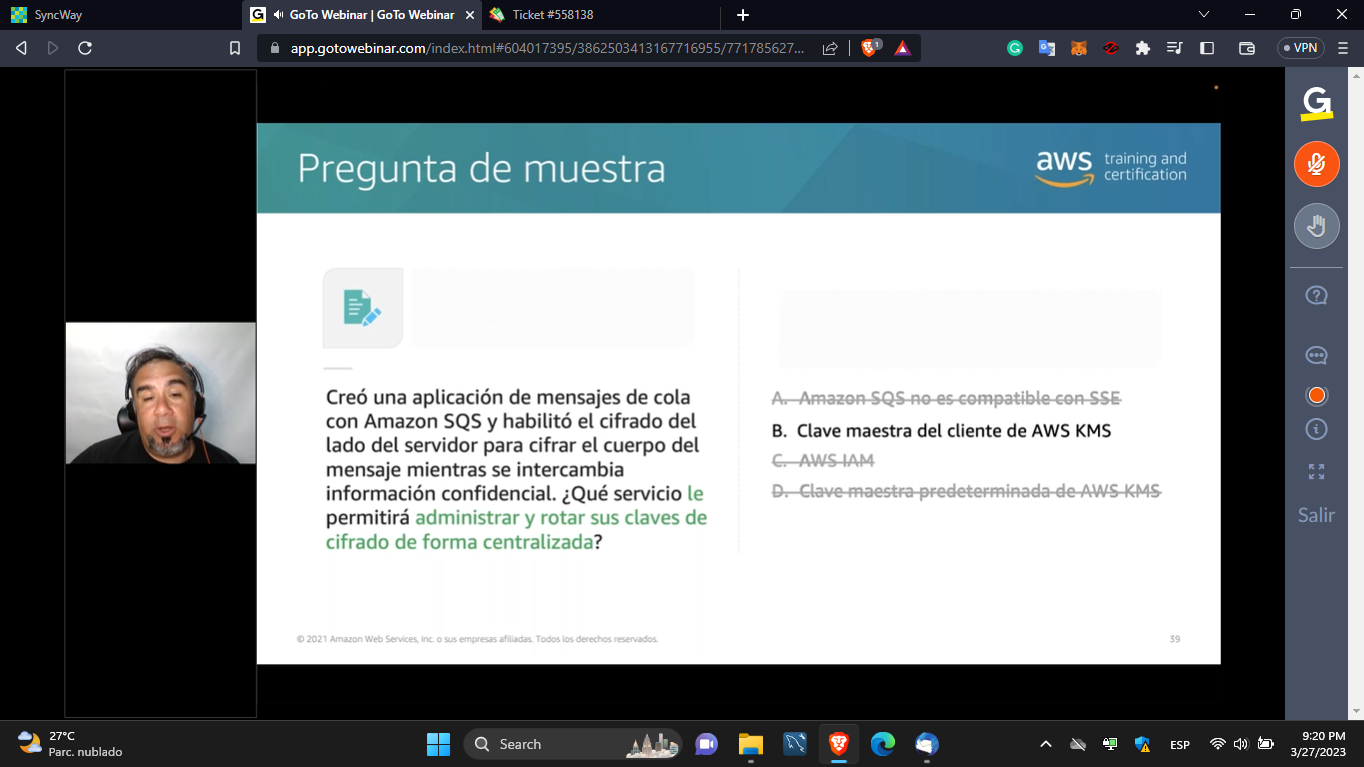 SyncWay
GoTo Webinar | GoTo Webinar
Ticket #558138
app.gotowebinar.com/index.html#604017395/3862503413167716955/771785627...
1
VPN
Pregunta de muestra
aws training and certification
Creó una aplicación de mensajes de cola
con Amazon SQS y habilitó el cifrado del
lado del servidor para cifrar el cuerpo del
mensaje mientras se intercambia
información confidencial. ¿Qué servicio le
permitirá administrar y rotar sus claves de
cifrado de forma centralizada?
A. Amazon SQS no es compatible con SSE
B. Clave maestra del cliente de AWS KMS
C. AWS IAM
D. Clave maestra predeterminada de AWS KMS
© 2021 Amazon Web Services, Inc. o sus empresas afiliadas. Todos los derechos reservados.
39
Salir
27°C
Parc. nublado
Search
ESP
9:20 PM
3/27/2023